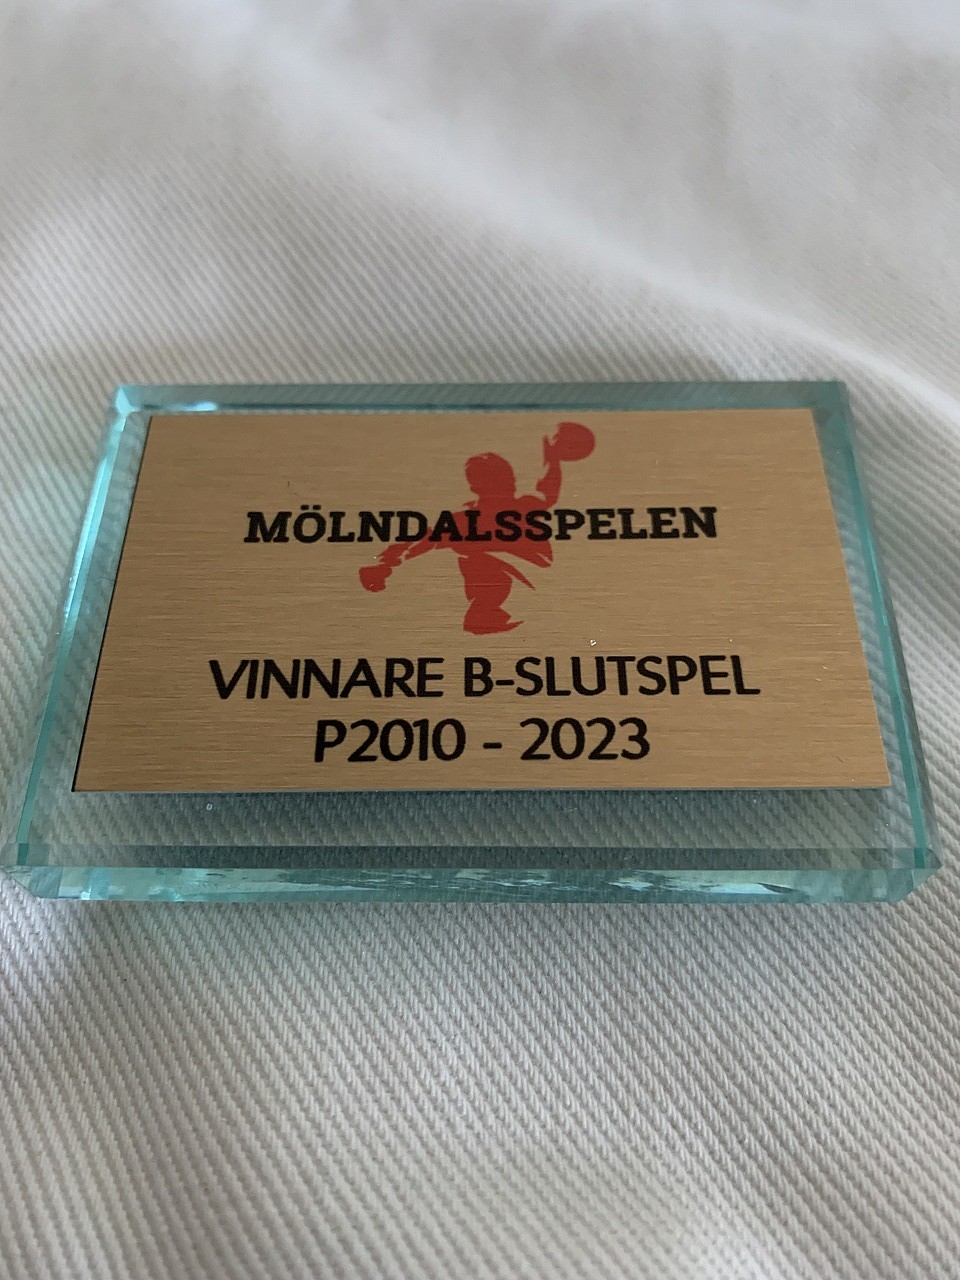 MÖLNDALSSPELEN
VINNARE B-SLUTSPEL
P2010 - 2023